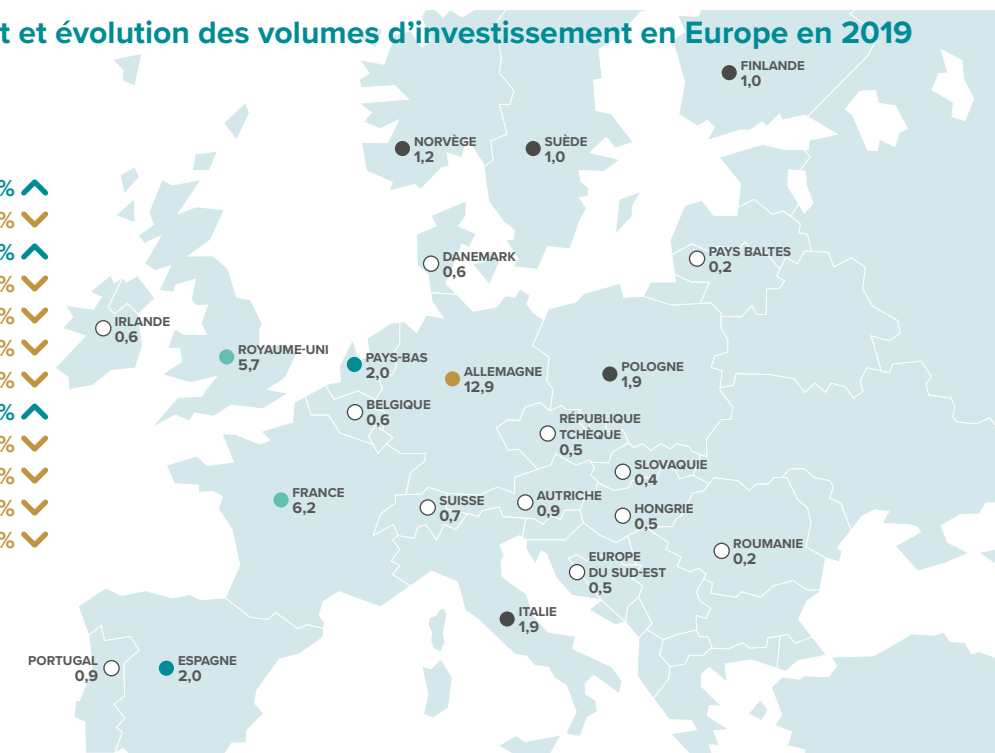 t et évolution des volumes d’investissement en Europe en 2019
FINLANDE
1,0
NORVÈGE
1,2
SUÈDE
1,0
%
%
%
%
%
%
%
%
%
%
%
%
DANEMARK
0,6
PAYS BALTES
0,2
IRLANDE
0,6
ROYAUME-UNI
5,7
PAYS-BAS
2,0
ALLEMAGNE
12,9
POLOGNE
1,9
BELGIQUE
0,6
RÉPUBLIQUE
TCHÈQUE
0,5
SLOVAQUIE
0,4
FRANCE
6,2
SUISSE
0,7
AUTRICHE
0,9
HONGRIE
0,5
ROUMANIE
0,2
EUROPE
DU SUD-EST
0,5
ITALIE
1,9
PORTUGAL
0,9
ESPAGNE
2,0